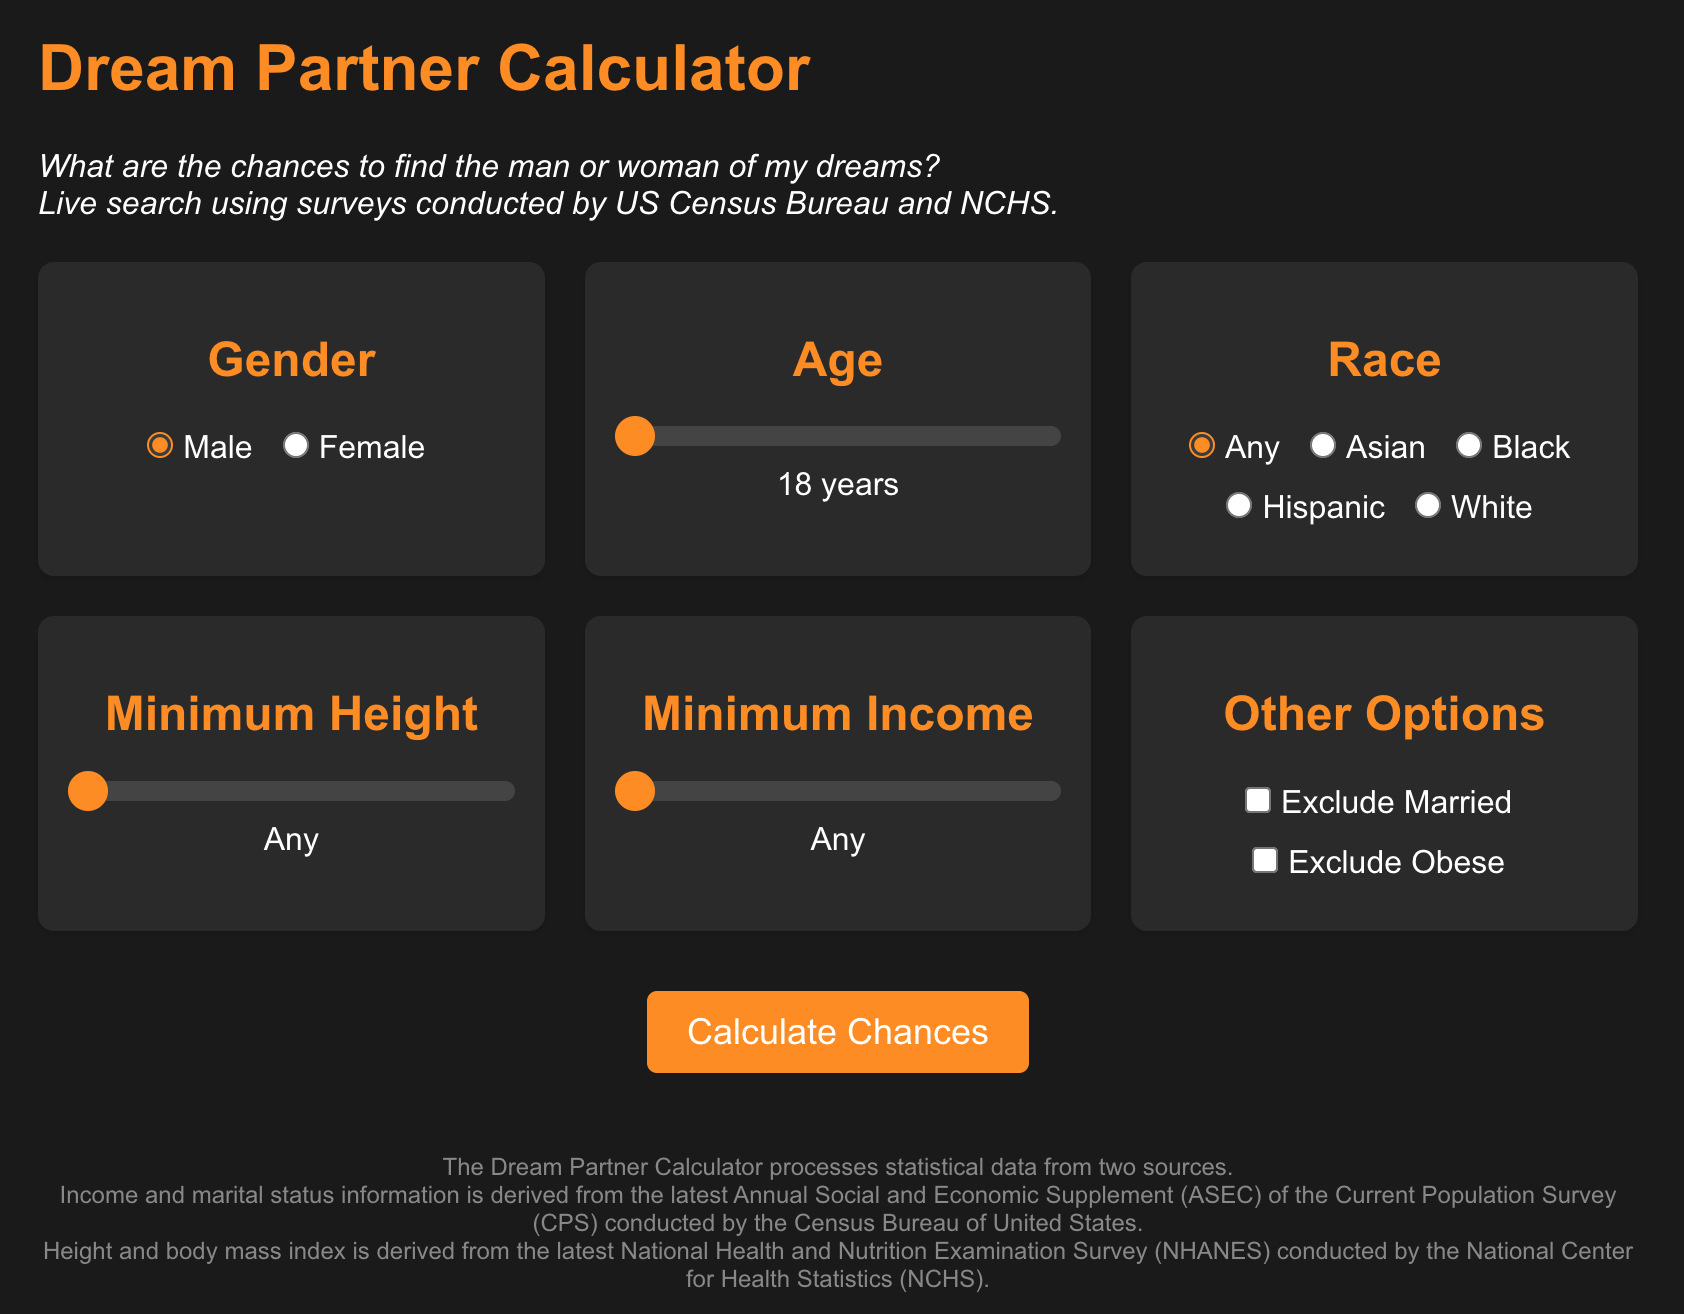 Dream Partner Calculator
What are the chances to find the man or woman of my dreams?
Live search using surveys conducted by US Census Bureau and NCHS.
Gender
Male Female
Age
18 years
Race
Any Asian Black
Hispanic White
Minimum Height
Any
Minimum Income
Any
Other Options
Exclude Married
Exclude Obese
Calculate Chances
The Dream Partner Calculator processes statistical data from two sources.
Income and marital status information is derived from the latest Annual Social and Economic Supplement (ASEC) of the Current Population Survey
(CPS) conducted by the Census Bureau of United States.
Height and body mass index is derived from the latest National Health and Nutrition Examination Survey (NHANES) conducted by the National Center
for Health Statistics (NCHS).